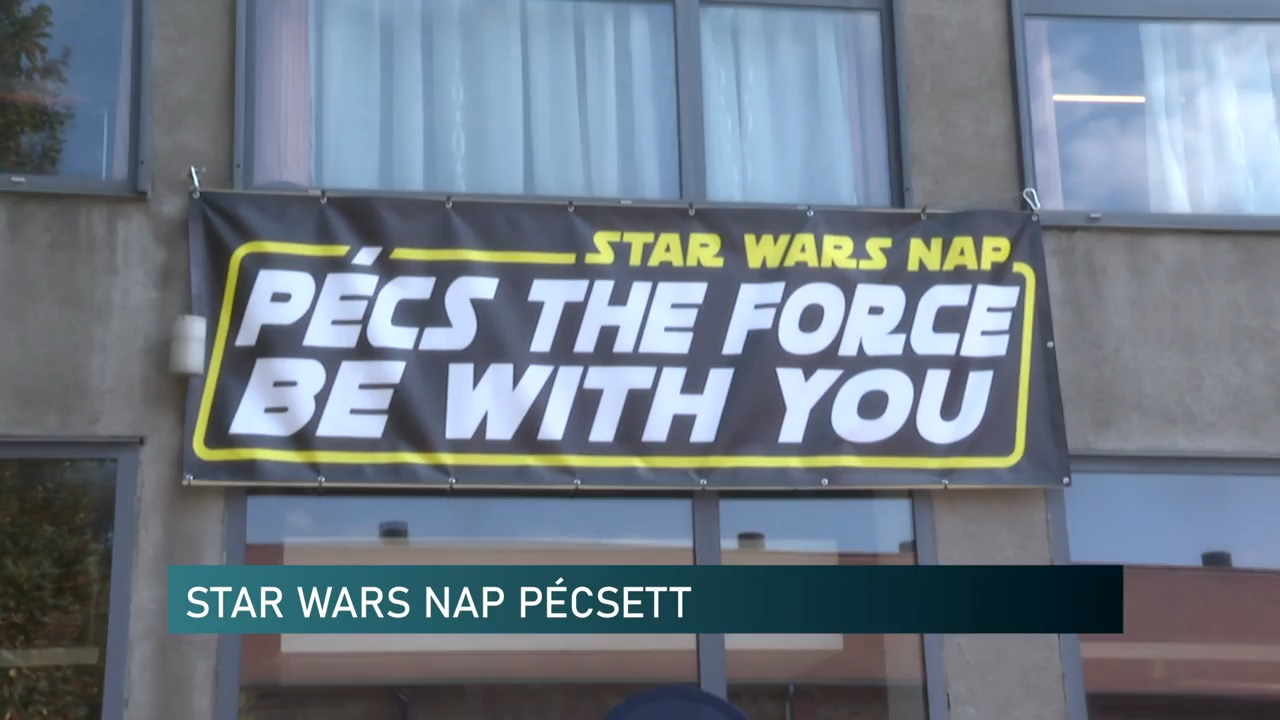 STAR WARS NAP
PÉCS THE FORCE
BE WITH YOU
STAR WARS NAP PÉCSETT